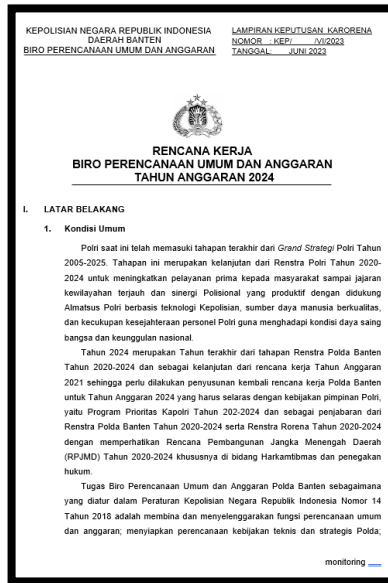 KEPOLISIAN NEGARA REPUBLIK INDONESIA
DAERAH BANTEN
BIRO PERENCANAAN UMUM DAN ANGGARAN
LAMPIRAN KEPUTUSAN KARORENA
NOMOR : KEP/ /VI/2023
TANGGAL: JUNI 2023
RENCANA KERJA
BIRO PERENCANAAN UMUM DAN ANGGARAN
TAHUN ANGGARAN 2024
I. LATAR BELAKANG
1. Kondisi Umum
Polri saat ini telah memasuki tahapan terakhir dari Grand Strategi Polri Tahun
2005-2025. Tahapan ini merupakan kelanjutan dari Renstra Polri Tahun 2020-
2024 untuk meningkatkan pelayanan prima kepada masyarakat sampai jajaran
kewilayahan terjauh dan sinergi Polisional yang produktif dengan didukung
Almatsus Polri berbasis teknologi Kepolisian, sumber daya manusia berkualitas,
dan kecukupan kesejahteraan personel Polri guna menghadapi kondisi daya saing
bangsa dan keunggulan nasional.
Tahun 2024 merupakan Tahun terakhir dari tahapan Renstra Polda Banten
Tahun 2020-2024 dan sebagai kelanjutan dari rencana kerja Tahun Anggaran
2021 sehingga perlu dilakukan penyusunan kembali rencana kerja Polda Banten
untuk Tahun Anggaran 2024 yang harus selaras dengan kebijakan pimpinan Polri,
yaitu Program Prioritas Kapolri Tahun 202-2024 dan sebagai penjabaran dari
Renstra Polda Banten Tahun 2020-2024 serta Renstra Rorena Tahun 2020-2024
dengan memperhatikan Rencana Pembangunan Jangka Menengah Daerah
(RPJMD) Tahun 2020-2024 khususnya di bidang Harkamtibmas dan penegakan
hukum.
Tugas Biro Perencanaan Umum dan Anggaran Polda Banten sebagaimana
yang diatur dalam Peraturan Kepolisian Negara Republik Indonesia Nomor 14
Tahun 2018 adalah membina dan menyelenggarakan fungsi perencanaan umum
dan anggaran; menyiapkan perencanaan kebijakan teknis dan strategis Polda;
monitoring